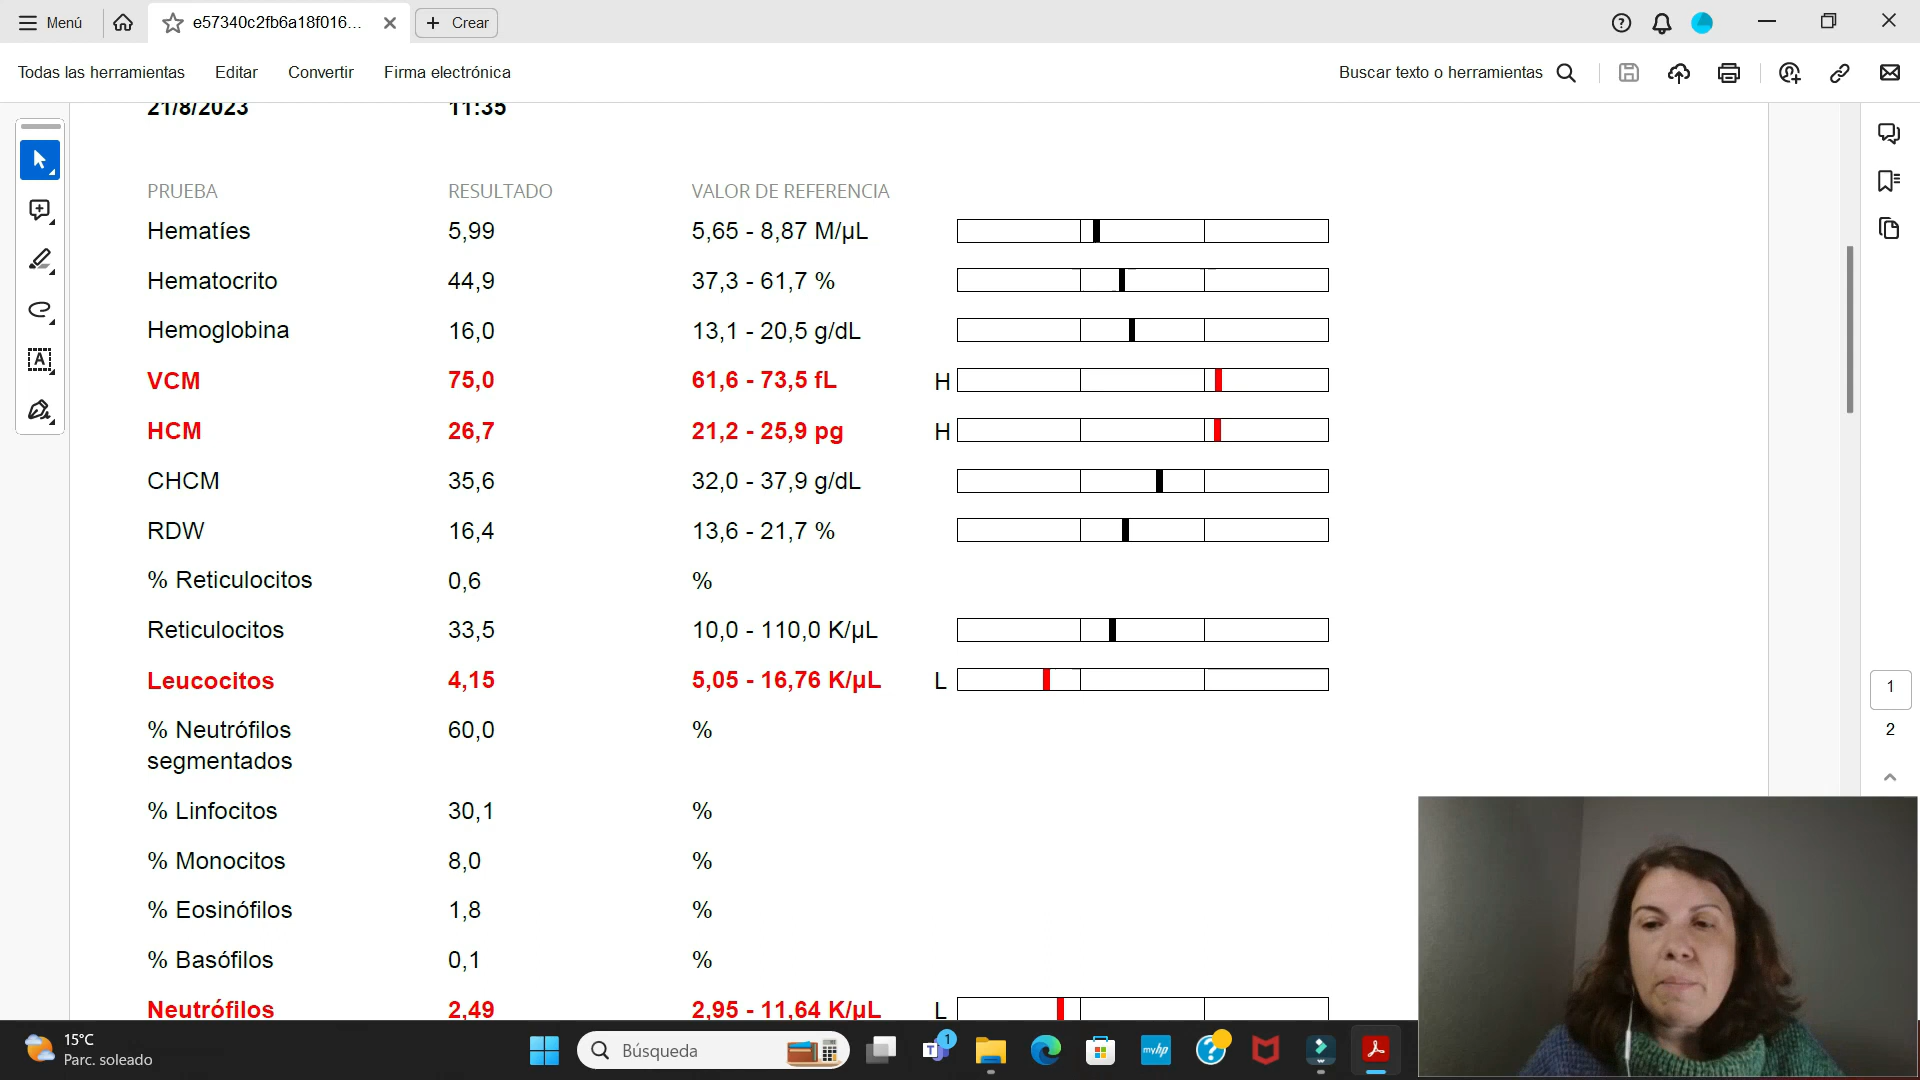 Menú
e57340c2fb6a18f016...
Crear
Todas las herramientas Editar Convertir Firma electrónica
Buscar texto o herramientas
21/8/2023 11:35
PRUEBA RESULTADO VALOR DE REFERENCIA
Hematíes 5,99 5,65 - 8,87 M/µL
Hematocrito 44,9 37,3 - 61,7 %
Hemoglobina 16,0 13,1 - 20,5 g/dL
VCM 75,0 61,6 - 73,5 fL H
HCM 26,7 21,2 - 25,9 pg H
CHCM 35,6 32,0 - 37,9 g/dL
RDW 16,4 13,6 - 21,7 %
% Reticulocitos 0,6 %
Reticulocitos 33,5 10,0 - 110,0 K/µL
Leucocitos 4,15 5,05 - 16,76 K/µL L
% Neutrófilos 60,0 %
segmentados
% Linfocitos 30,1 %
% Monocitos 8,0 %
% Eosinófilos 1,8 %
% Basófilos 0,1 %
Neutrófilos 2,49 2,95 - 11,64 K/µL L
1
2
15°C
Parc. soleado
Búsqueda
T
1
myhp